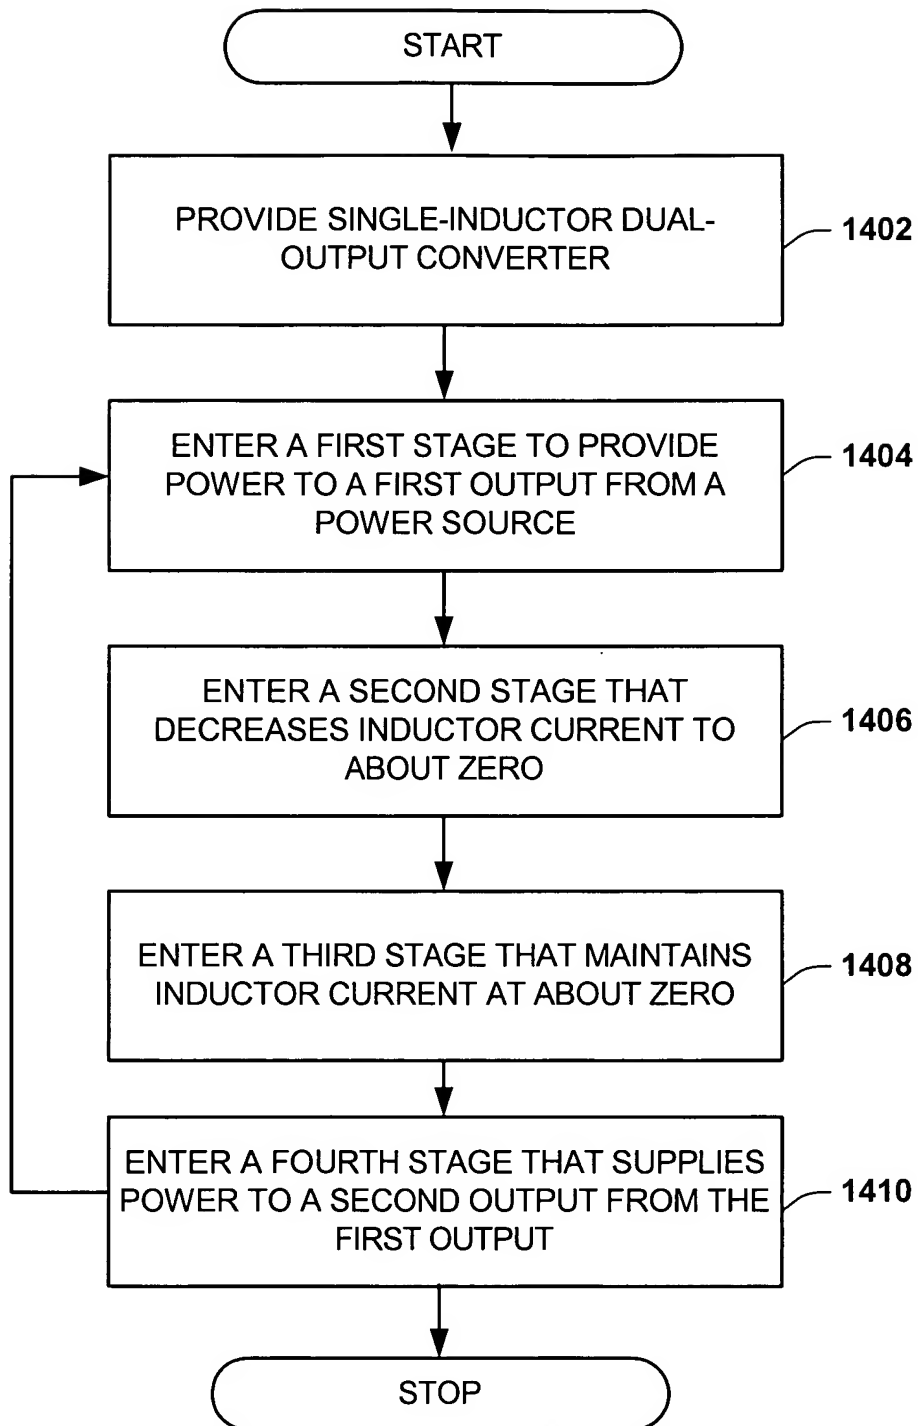 START
PROVIDE SINGLE-INDUCTOR DUAL-
OUTPUT CONVERTER
1402
ENTER A FIRST STAGE TO PROVIDE
POWER TO A FIRST OUTPUT FROM A
POWER SOURCE
1404
ENTER A SECOND STAGE THAT
DECREASES INDUCTOR CURRENT TO
ABOUT ZERO
1406
ENTER A THIRD STAGE THAT MAINTAINS
INDUCTOR CURRENT AT ABOUT ZERO
1408
ENTER A FOURTH STAGE THAT SUPPLIES
POWER TO A SECOND OUTPUT FROM THE
FIRST OUTPUT
1410
STOP